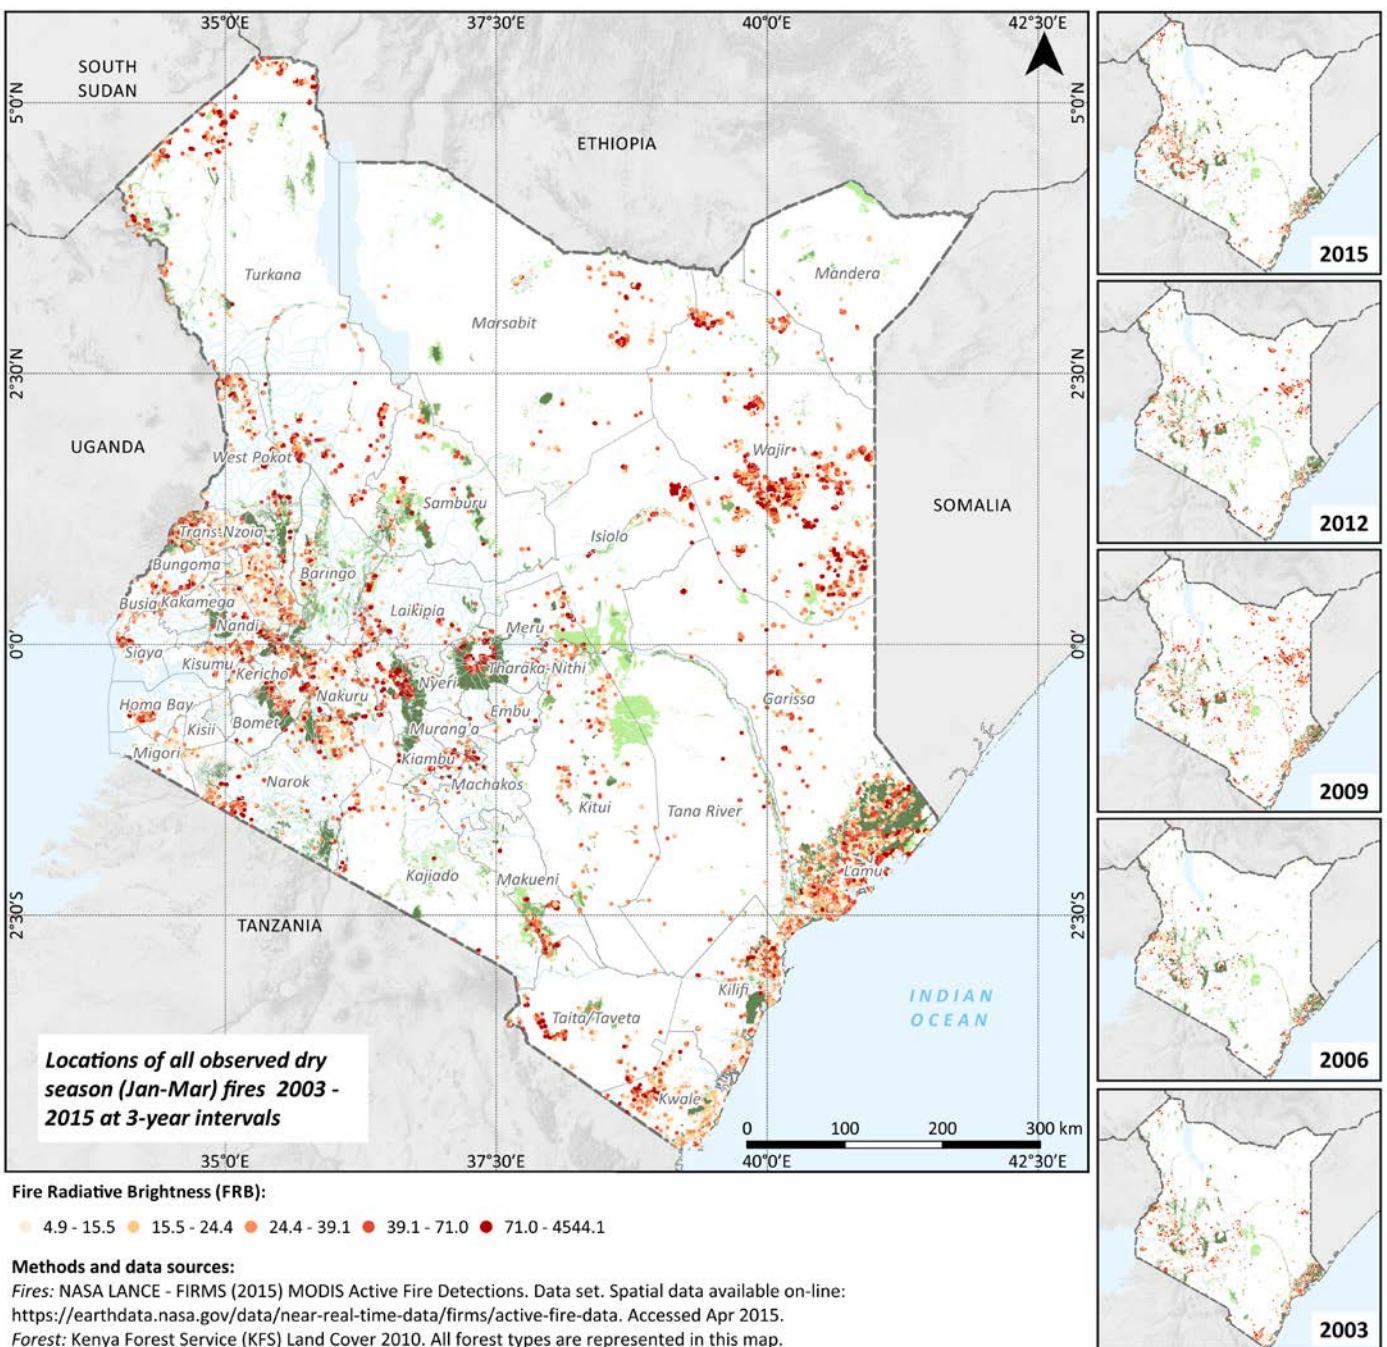 35°0'E 37°30'E 40°0'E 42°30'E
SOUTH
SUDAN
5°0'N
5°0'N
ETHIOPIA
Turkana
Mandera
Marsabit
2°30'N
2°30'N
UGANDA
West Pokot
Wajir
Samburu
SOMALIA
Trans-Nzoia
Isiolo
Bungoma
Baringo
Busia
Kakamega
Laikipia
Nandi
Meru
0°0'
0°0'
Siaya
Kisumu
Kericho
Tharaka-Nithi
Nyeri
Nakuru
Garissa
Homa Bay
Embu
Kisii
Bomet
Murang'a
Migori
Kiambu
Narok
Machakos
Kitui
Tana River
Kajiado
Makueni
Lamu
2°30'S
2°30'S
TANZANIA
Kilifi
INDIAN
OCEAN
Taita/Taveta
Kwale
Locations of all observed dry
season (Jan-Mar) fires 2003 -
2015 at 3-year intervals
0 100 200 300 km
35°0'E 37°30'E 40°0'E 42°30'E
2015
2012
2009
2006
2003
Fire Radiative Brightness (FRB):
4.9 - 15.5 15.5 - 24.4 24.4 - 39.1 39.1 - 71.0 71.0 - 4544.1
Methods and data sources:
Fires: NASA LANCE - FIRMS (2015) MODIS Active Fire Detections. Data set. Spatial data available on-line:
https://earthdata.nasa.gov/data/near-real-time-data/firms/active-fire-data. Accessed Apr 2015.
Forest: Kenya Forest Service (KFS) Land Cover 2010. All forest types are represented in this map.